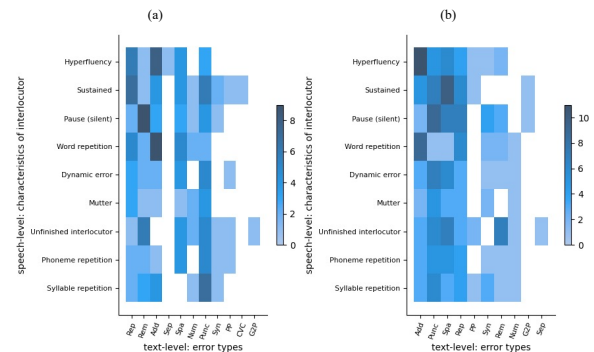 (a)
speech-level: characteristics of interlocutor
Hyperfluency
Sustained
Pause (silent)
Word repetition
Dynamic error
Mutter
Unfinished interlocutor
Phoneme repetition
Syllable repetition
Rep
Rem
Add
Sep
Spa
Num
Punc
Syn
PP
CVC
G2P
text-level: error types
8
6
4
2
0
(b)
speech-level: characteristics of interlocutor
Hyperfluency
Sustained
Pause (silent)
Word repetition
Dynamic error
Mutter
Unfinished interlocutor
Phoneme repetition
Syllable repetition
Add
Punc
Spa
Rep
PP
Syn
Rem
Num
G2P
Sep
text-level: error types
10
8
6
4
2
0